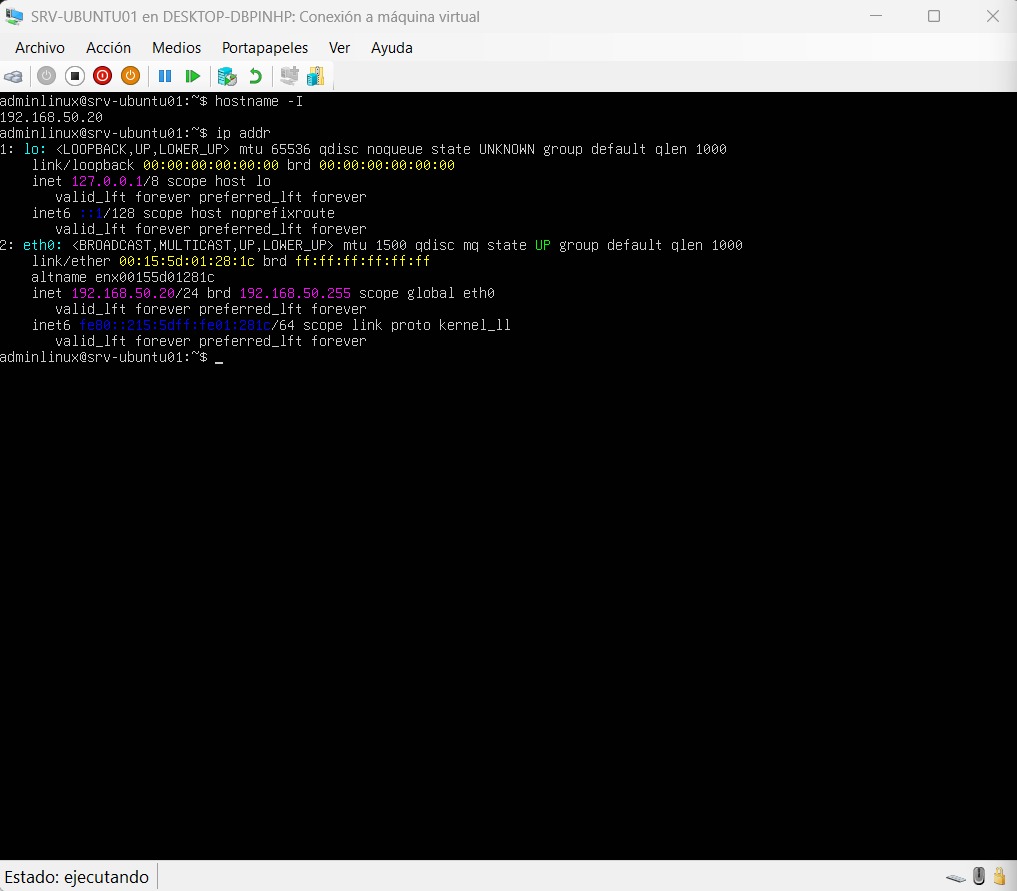 SRV-UBUNTU01 en DESKTOP-DBPINHP: Conexión a máquina virtual
Archivo Acción Medios Portapapeles Ver Ayuda
adminlinux@srv-ubuntu01:~$ hostname -I
192.168.50.20
adminlinux@srv-ubuntu01:~$ ip addr
1: lo: <LOOPBACK,UP,LOWER_UP> mtu 65536 qdisc noqueue state UNKNOWN group default qlen 1000
link/loopback 00:00:00:00:00:00 brd 00:00:00:00:00:00
inet 127.0.0.1/8 scope host lo
valid_lft forever preferred_lft forever
inet6 ::1/128 scope host noprefixroute
valid_lft forever preferred_lft forever
2: eth0: <BROADCAST,MULTICAST,UP,LOWER_UP> mtu 1500 qdisc mq state UP group default qlen 1000
link/ether 00:15:5d:01:28:1c brd ff:ff:ff:ff:ff:ff
altname enx00155d01281c
inet 192.168.50.20/24 brd 192.168.50.255 scope global eth0
valid_lft forever preferred_lft forever
inet6 fe80::215:5dff:fe01:281c/64 scope link proto kernel_ll
valid_lft forever preferred_lft forever
adminlinux@srv-ubuntu01:~$ _
Estado: ejecutando